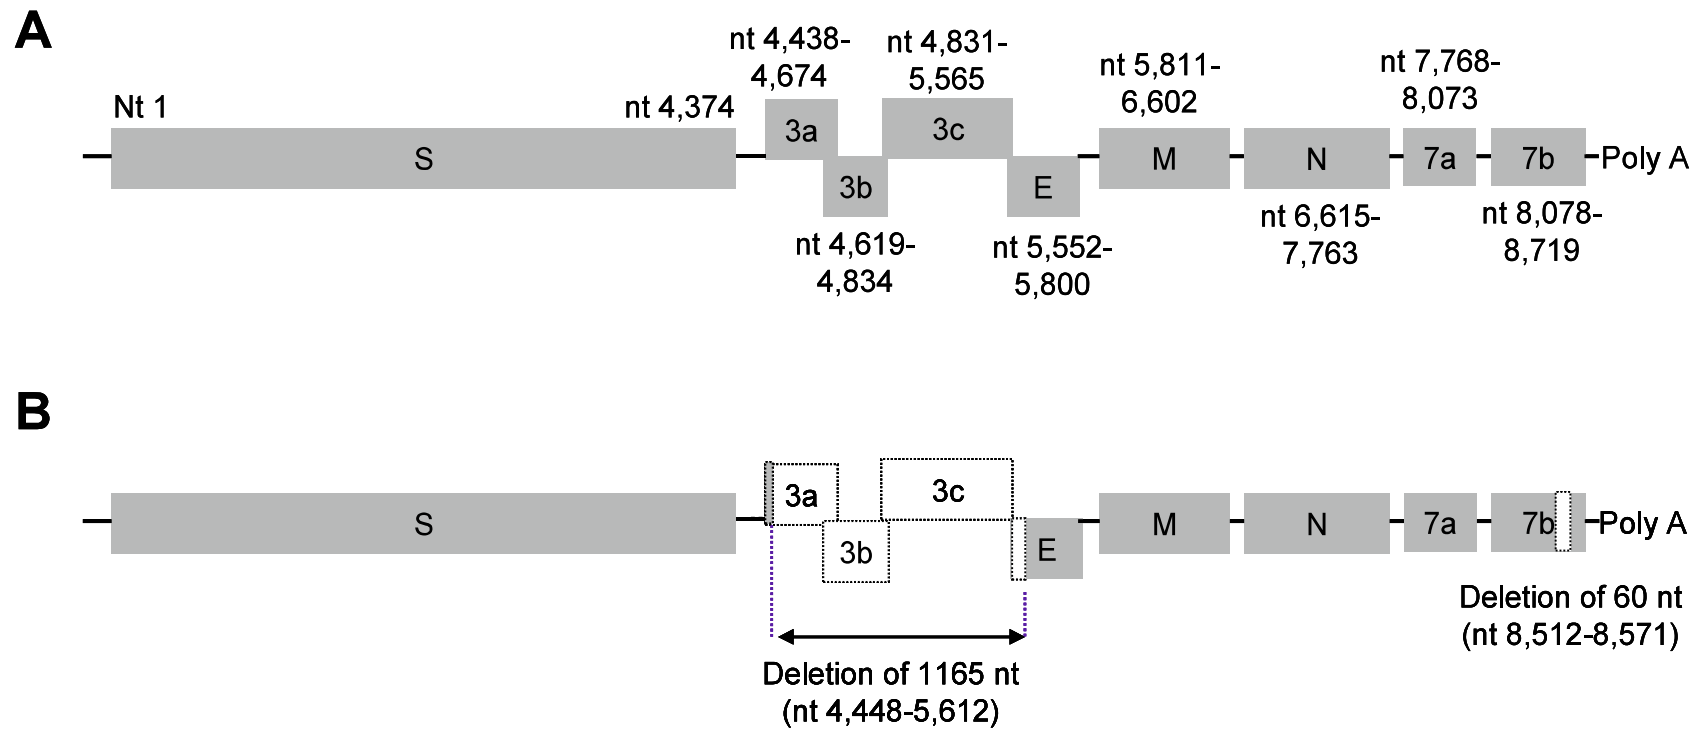 A
nt 4,438-
4,674
nt 4,831-
5,565
nt 5,811-
6,602
nt 7,768-
8,073
Nt 1
nt 4,374
S
3a
3b
3c
E
M
N
7a
7b
Poly A
nt 4,619-
4,834
nt 5,552-
5,800
nt 6,615-
7,763
nt 8,078-
8,719
B
S
3a
3b
3c
E
M
N
7a
7b
Poly A
Deletion of 1165 nt
(nt 4,448-5,612)
Deletion of 60 nt
(nt 8,512-8,571)